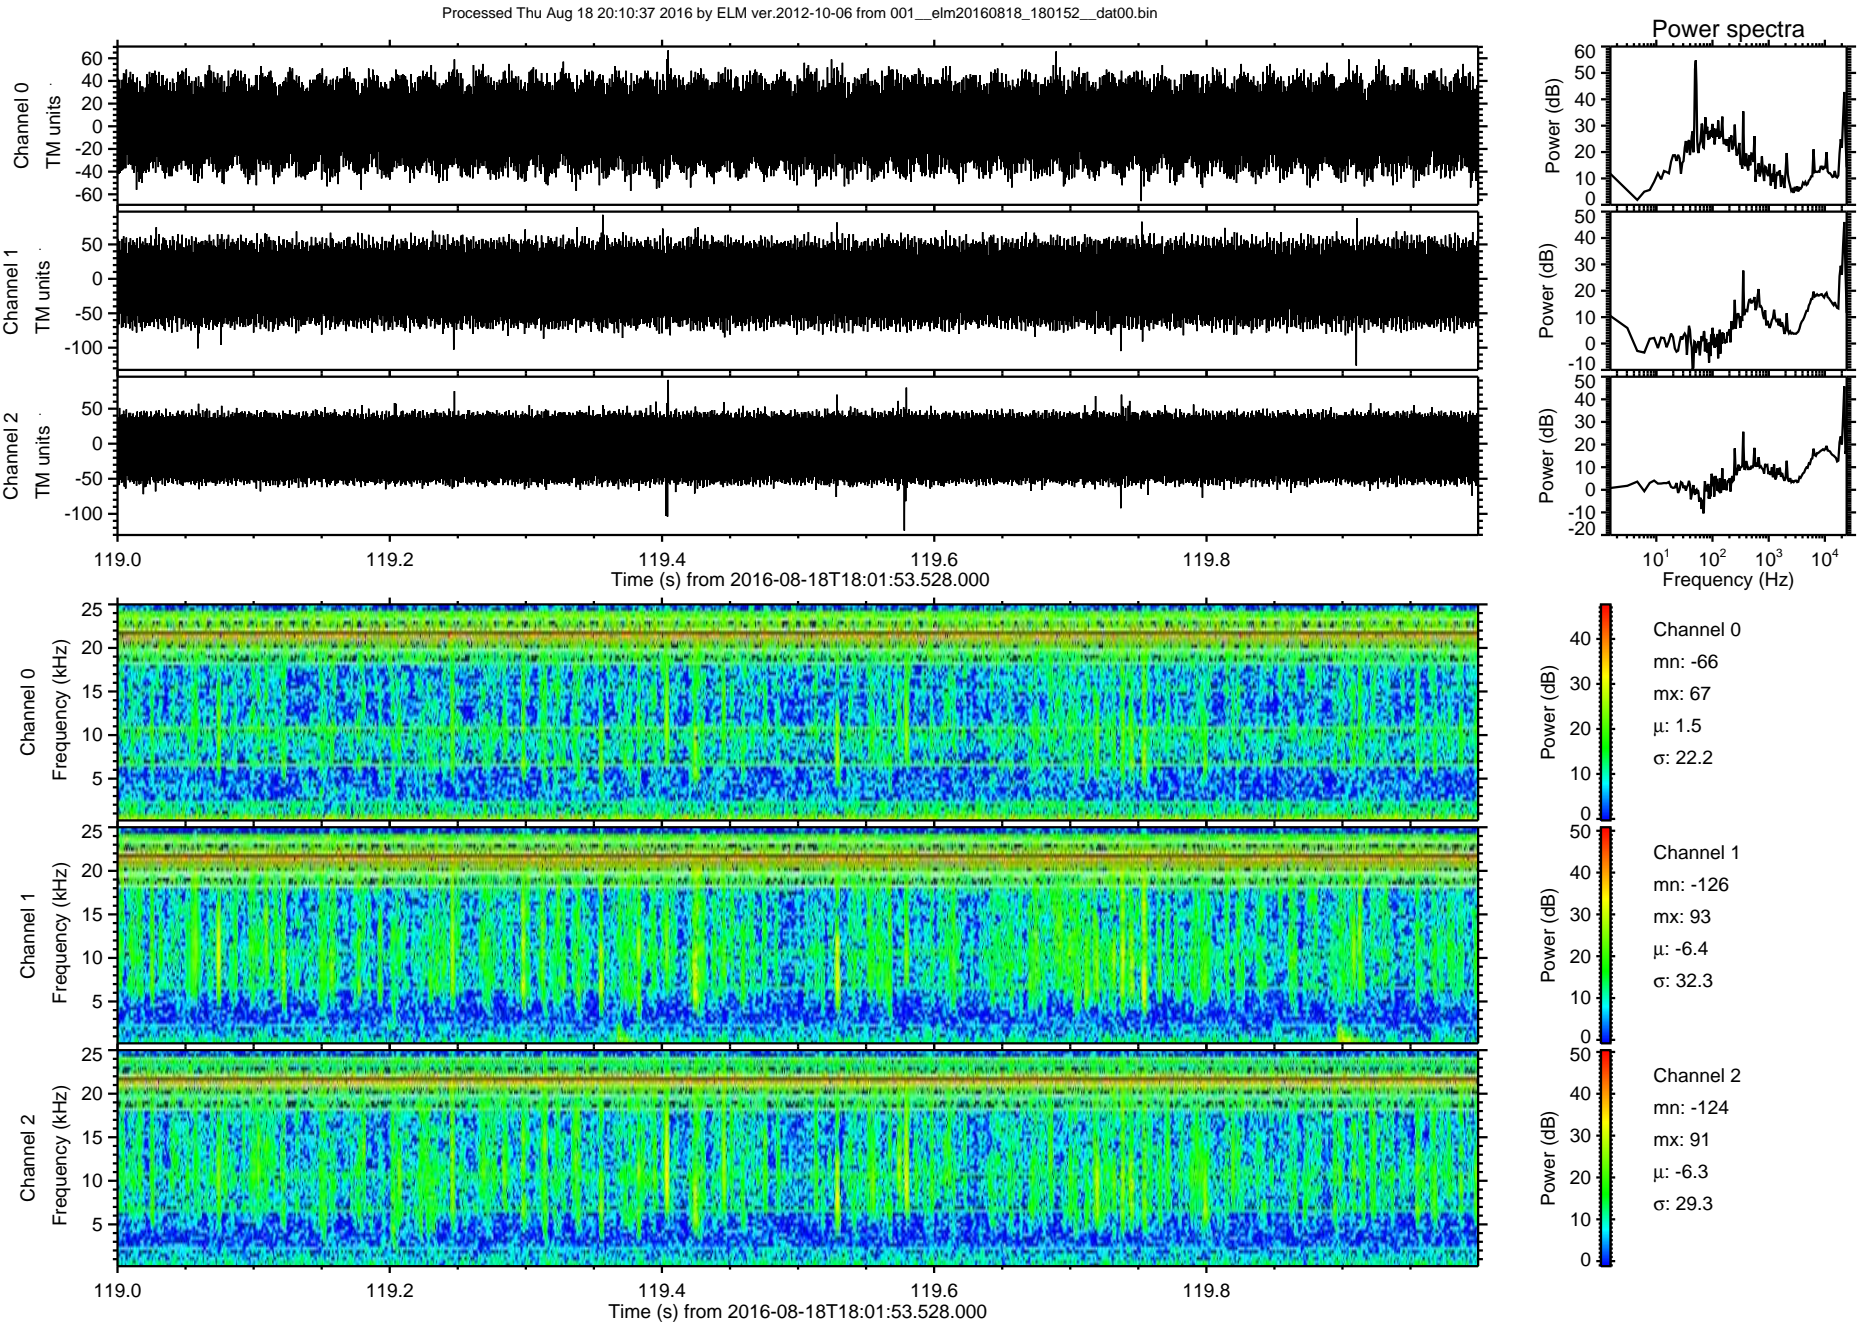 Processed Thu Aug 18 20:10:37 2016 by ELM ver.2012-10-06 from 001__elm20160818_180152__dat00.bin
Power spectra
Channel 0
TM units
60
40
20
0
-20
-40
-60
Power (dB)
60
50
40
30
20
10
0
Channel 1
TM units
50
0
-50
-100
Power (dB)
50
40
30
20
10
0
-10
Channel 2
TM units
50
0
-50
-100
Power (dB)
50
40
30
20
10
0
-10
-20
119.0 119.2 119.4 119.6 119.8
Time (s) from 2016-08-18T18:01:53.528.000
10^1 10^2 10^3 10^4
Frequency (Hz)
Channel 0
Frequency (kHz)
25
20
15
10
5
Power (dB)
40
30
20
10
0
Channel 0
mn: -66
mx: 67
μ: 1.5
σ: 22.2
Channel 1
Frequency (kHz)
25
20
15
10
5
Power (dB)
50
40
30
20
10
0
Channel 1
mn: -126
mx: 93
μ: -6.4
σ: 32.3
Channel 2
Frequency (kHz)
25
20
15
10
5
Power (dB)
50
40
30
20
10
0
Channel 2
mn: -124
mx: 91
μ: -6.3
σ: 29.3
119.0 119.2 119.4 119.6 119.8
Time (s) from 2016-08-18T18:01:53.528.000